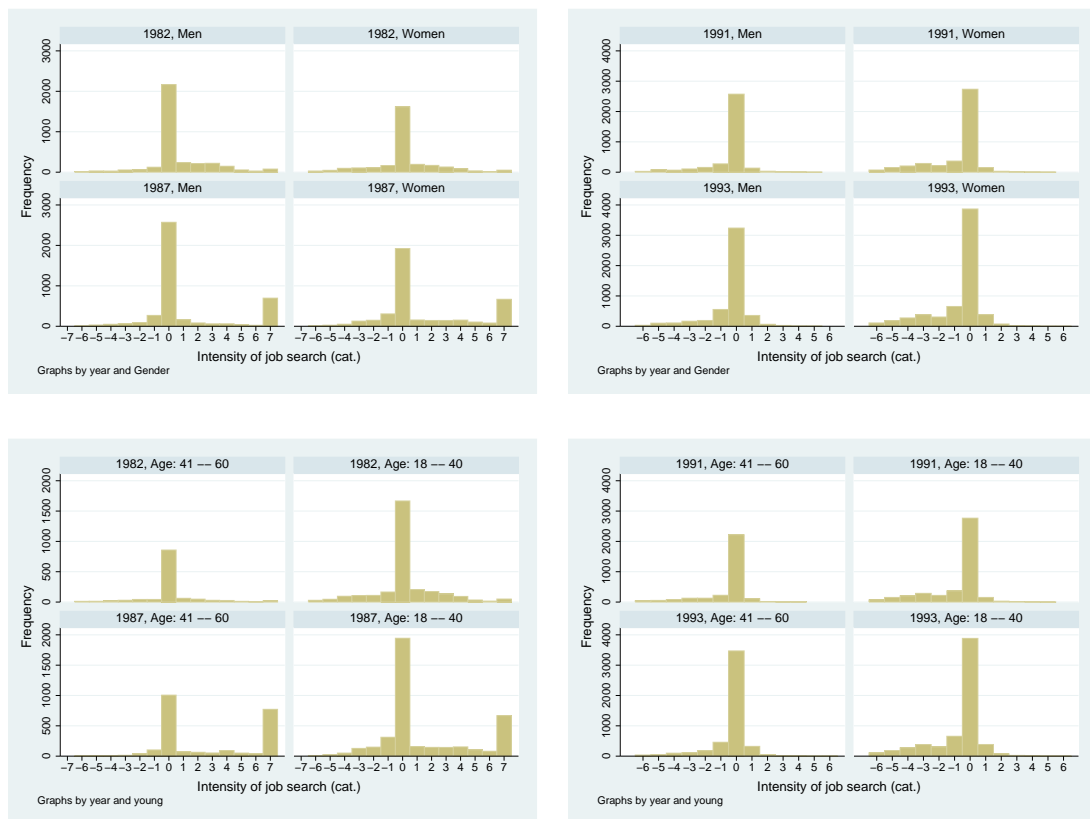 1982, Men
1982, Women
3000
2000
1000
0
1987, Men
1987, Women
3000
2000
1000
0
Frequency
−7 −6 −5 −4 −3 −2 −1 0 1 2 3 4 5 6 7
−7 −6 −5 −4 −3 −2 −1 0 1 2 3 4 5 6 7
Intensity of job search (cat.)
Graphs by year and Gender
1991, Men
1991, Women
4000
3000
2000
1000
0
1993, Men
1993, Women
4000
3000
2000
1000
0
Frequency
−6 −5 −4 −3 −2 −1 0 1 2 3 4 5 6
−6 −5 −4 −3 −2 −1 0 1 2 3 4 5 6
Intensity of job search (cat.)
Graphs by year and Gender
1982, Age: 41 −− 60
1982, Age: 18 −− 40
2000
1500
1000
500
0
1987, Age: 41 −− 60
1987, Age: 18 −− 40
2000
1500
1000
500
0
Frequency
−7 −6 −5 −4 −3 −2 −1 0 1 2 3 4 5 6 7
−7 −6 −5 −4 −3 −2 −1 0 1 2 3 4 5 6 7
Intensity of job search (cat.)
Graphs by year and young
1991, Age: 41 −− 60
1991, Age: 18 −− 40
4000
3000
2000
1000
0
1993, Age: 41 −− 60
1993, Age: 18 −− 40
4000
3000
2000
1000
0
Frequency
−6 −5 −4 −3 −2 −1 0 1 2 3 4 5 6
−6 −5 −4 −3 −2 −1 0 1 2 3 4 5 6
Intensity of job search (cat.)
Graphs by year and young